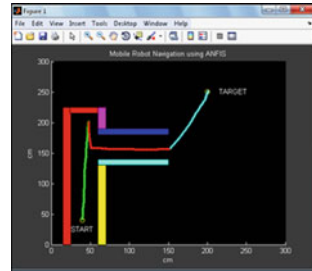 Figure 1
File Edit View Insert Tools Desktop Window Help
Mobile Robot Navigation using ANFIS
300
250
200
150
100
50
0
cm
TARGET
START
0 50 100 150 200 250 300
cm